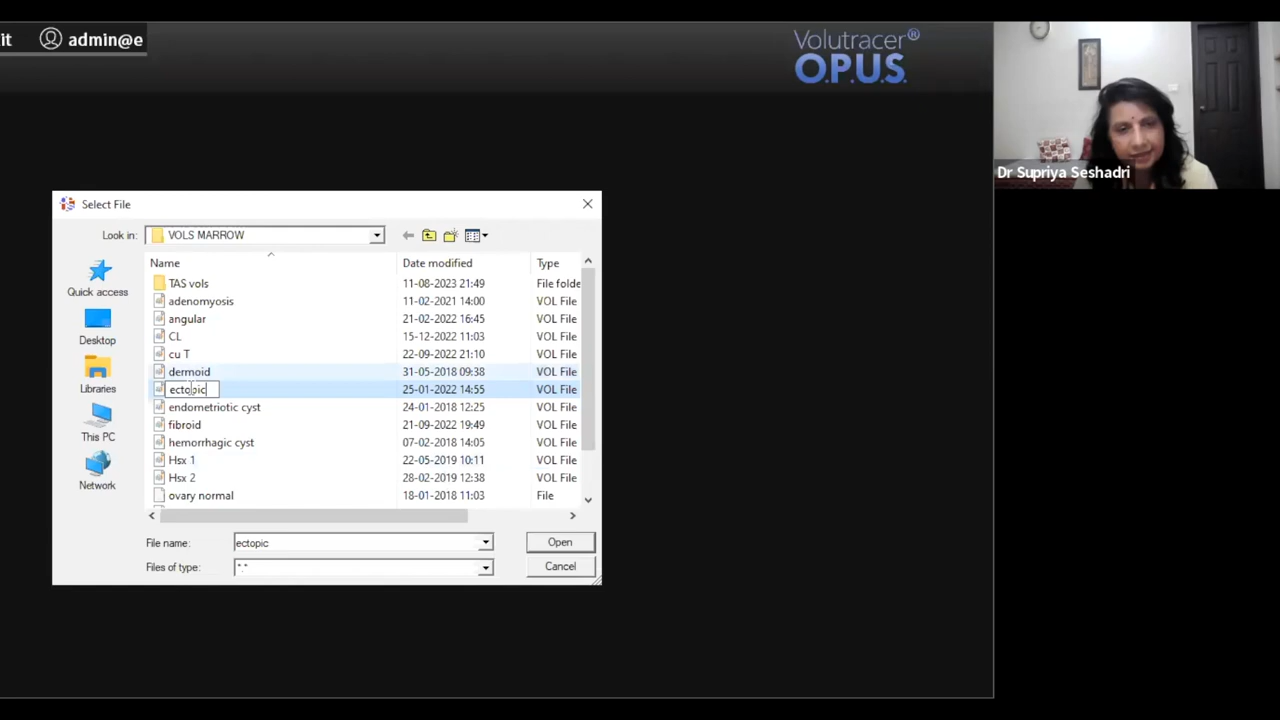 it admin@e
Volutracer®
O.P.U.S.
Dr Supriya Seshadri
Select File
Look in: VOLS MARROW
Name Date modified Type
TAS vols 11-08-2023 21:49 File folde
adenomyosis 11-02-2021 14:00 VOL File
angular 21-02-2022 16:45 VOL File
CL 15-12-2022 11:03 VOL File
cu T 22-09-2022 21:10 VOL File
dermoid 31-05-2018 09:38 VOL File
ectopic 25-01-2022 14:55 VOL File
endometriotic cyst 24-01-2018 12:25 VOL File
fibroid 21-09-2022 19:49 VOL File
hemorrhagic cyst 07-02-2018 14:05 VOL File
Hsx 1 22-05-2019 10:11 VOL File
Hsx 2 28-02-2019 12:38 VOL File
ovary normal 18-01-2018 11:03 File
Quick access
Desktop
Libraries
This PC
Network
File name: ectopic Open
Files of type: *.* Cancel